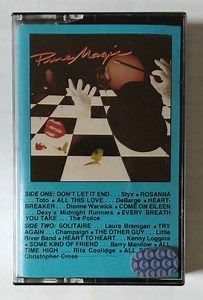 Pure Magic
SIDE ONE: DON'T LET IT END . . . Styx • ROSANNA
. . . Toto • ALL THIS LOVE . . . DeBarge • HEART-
BREAKER . . Dionne Warwick • COME ON EILEEN
. . . Dexy's Midnight Runners • EVERY BREATH
YOU TAKE . . . The Police
SIDE TWO: SOLITAIRE . . . Laura Branigan • TRY
AGAIN . . . Champaign • THE OTHER GUY . . . Little
River Band • HEART TO HEART . . . Kenny Loggins
• SOME KIND OF FRIEND . . . Barry Manilow • ALL
TIME HIGH . . . Rita Coolidge • ALL
Christopher Cross